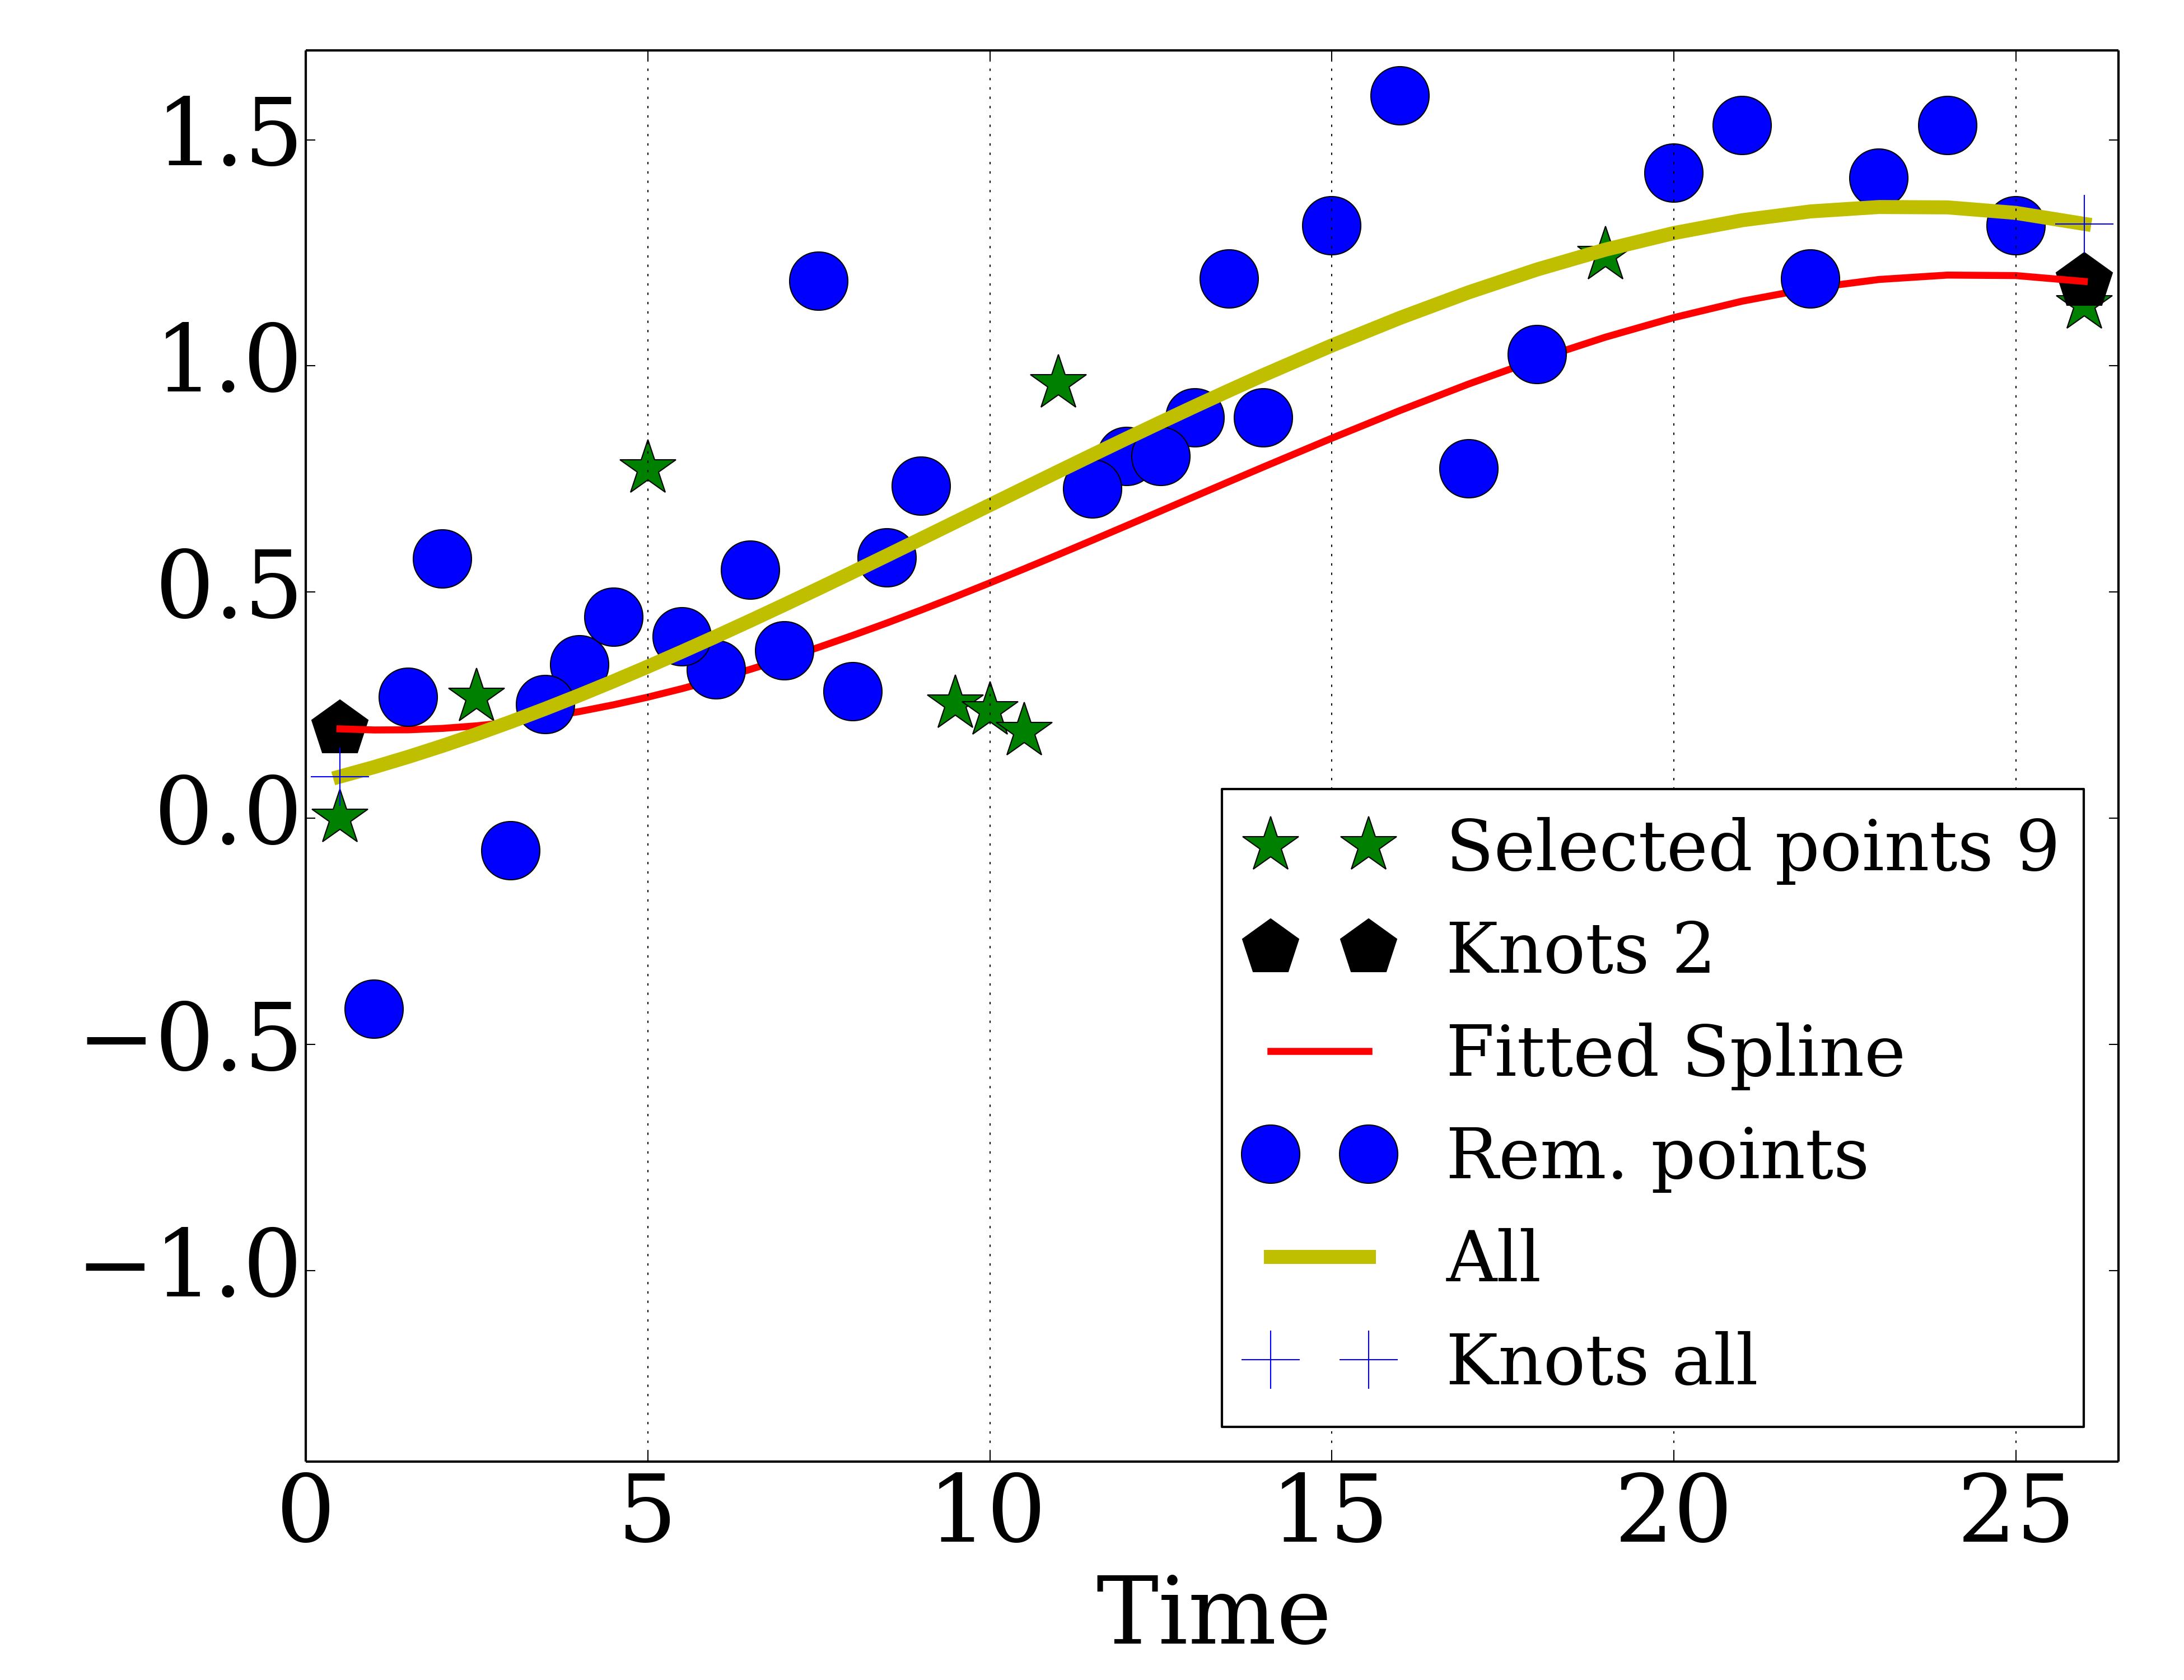 1.5
1.0
0.5
0.0
−0.5
−1.0
Selected points 9
Knots 2
Fitted Spline
Rem. points
All
Knots all
0 5 10 15 20 25
Time